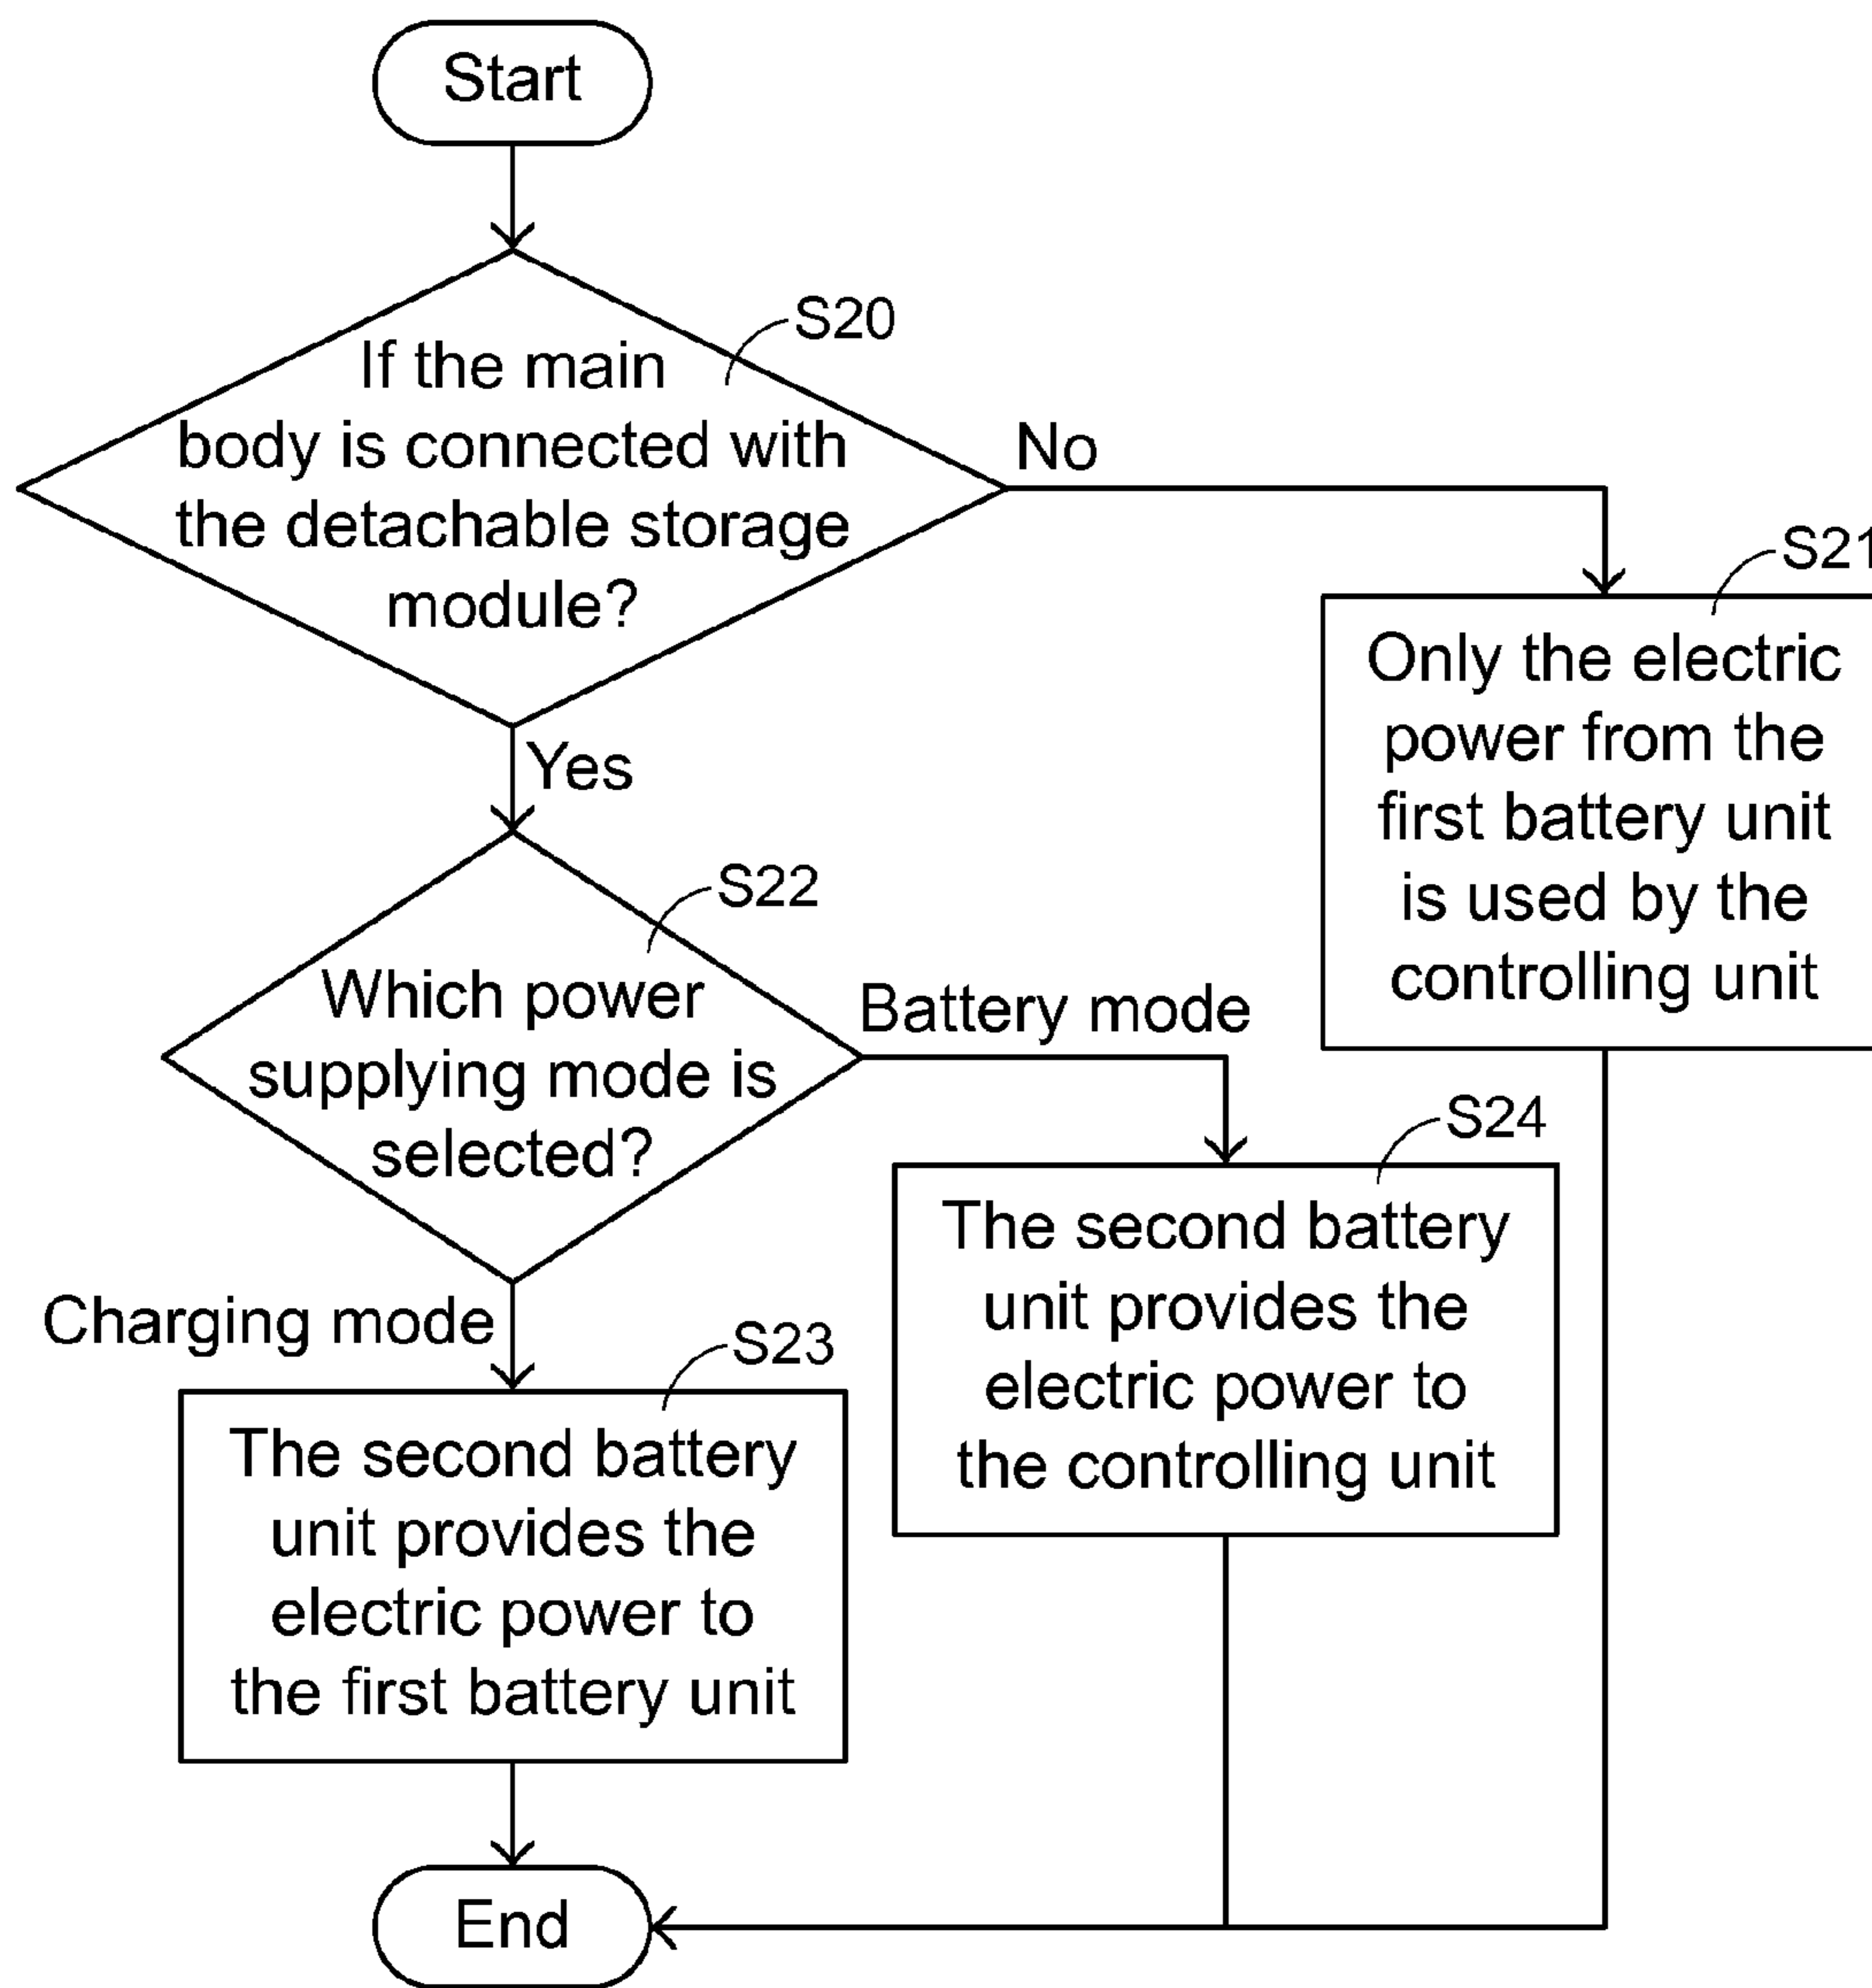 Start
S20
If the main
body is connected with
the detachable storage
module?
No
S21
Only the electric
power from the
first battery unit
is used by the
controlling unit
Yes
S22
Which power
supplying mode is
selected?
Battery mode
S24
The second battery
unit provides the
electric power to
the controlling unit
Charging mode
S23
The second battery
unit provides the
electric power to
the first battery unit
End